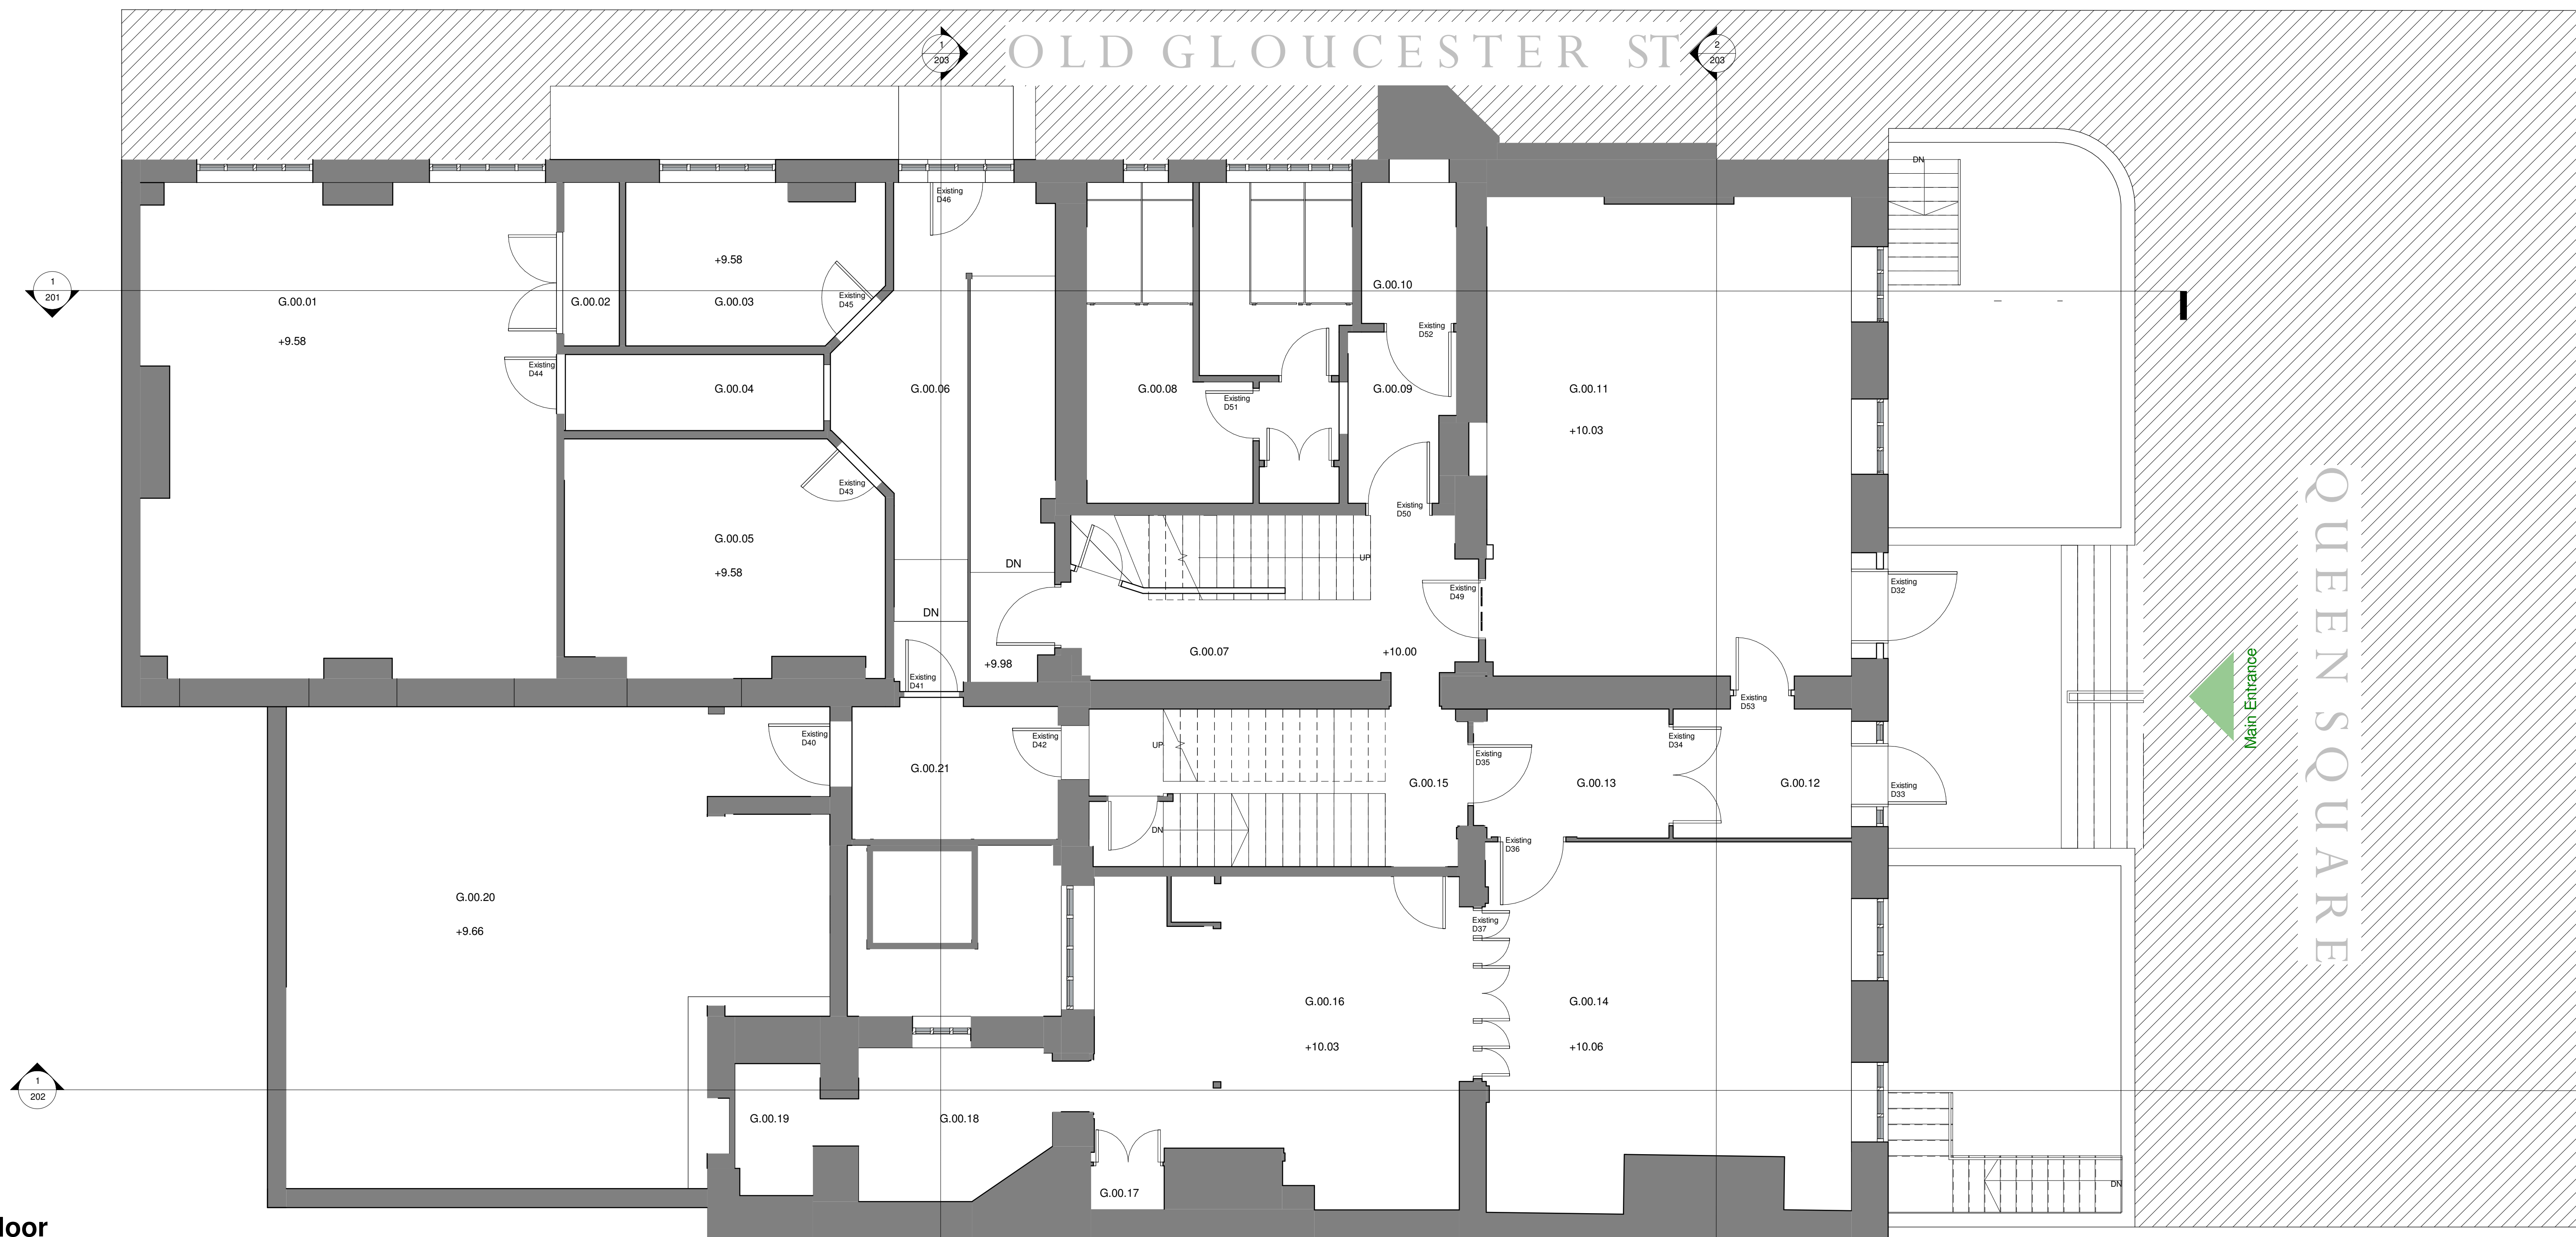 1
203
OLD GLOUCESTER ST
2
203
DN
Existing
D46
1
201
+9.58
G.00.01
G.00.02
G.00.03
Existing
D45
+9.58
G.00.10
Existing
D52
Existing
D44
G.00.04
G.00.06
G.00.08
Existing
D51
G.00.09
G.00.11
+10.03
Existing
D43
Existing
D50
G.00.05
+9.58
DN
UP
DN
Existing
D49
Existing
D32
QUEEN SQUARE
+9.98
G.00.07
+10.00
Existing
D41
Existing
D53
Main Entrance
Existing
D40
Existing
D42
UP
Existing
D35
Existing
D34
G.00.21
G.00.15
G.00.13
G.00.12
Existing
D33
DN
Existing
D36
G.00.20
+9.66
Existing
D37
G.00.16
G.00.14
+10.03
+10.06
1
202
G.00.19
G.00.18
G.00.17
DN
loor